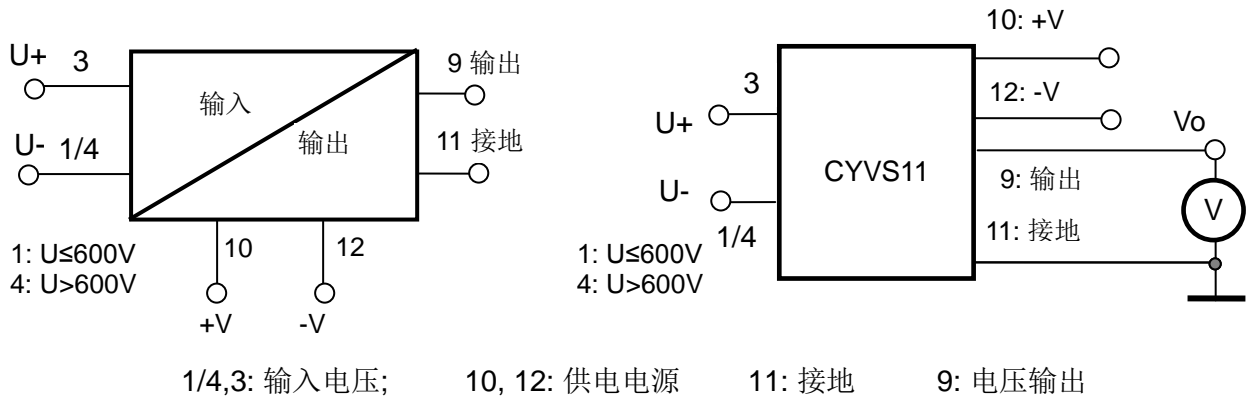 U+
3
9 输出
输入
U-
1/4
输出
11 接地
1: U≤600V
4: U>600V
10
12
+V
-V
10: +V
3
12: -V
U+
Vo
CYVS11
U-
9: 输出
V
1/4
11: 接地
1: U≤600V
4: U>600V
1/4,3: 输入电压; 10, 12: 供电电源 11: 接地 9: 电压输出